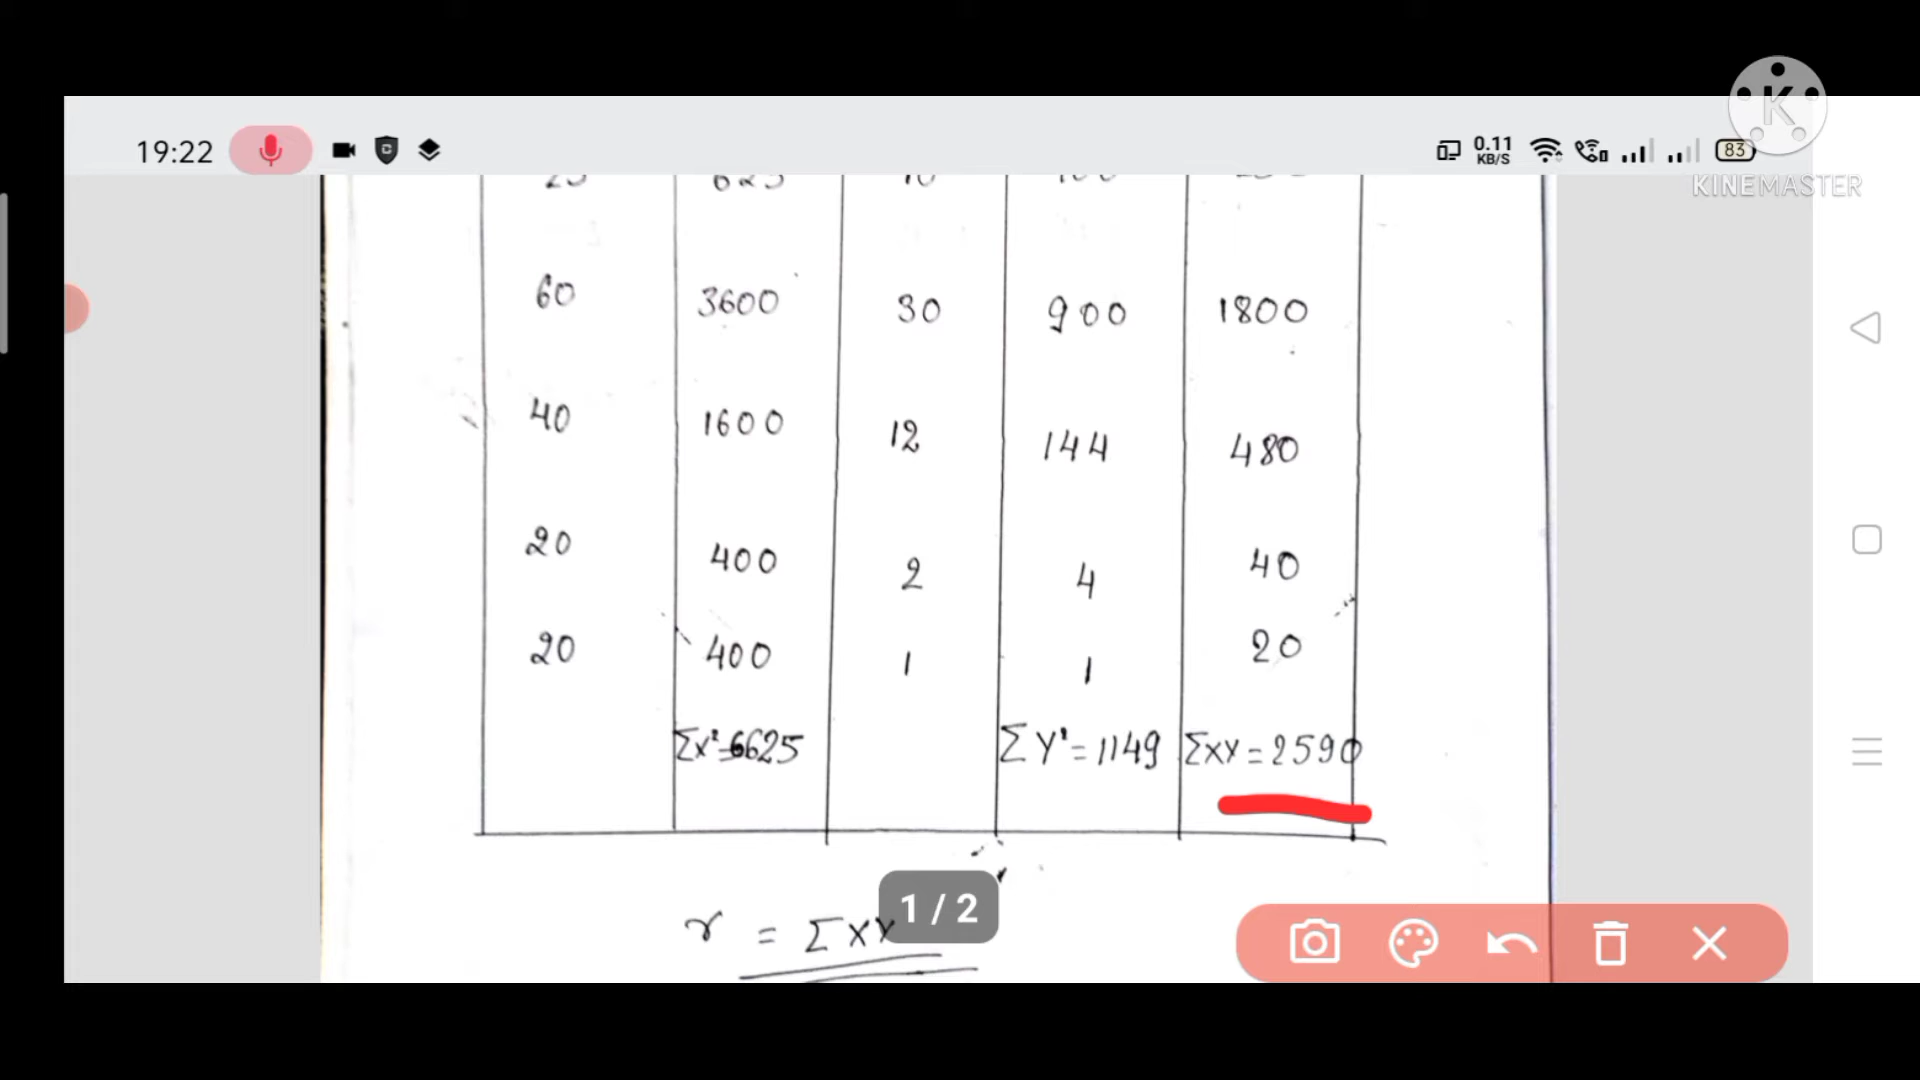 19:22 0.11 KB/S 83
K
KINEMASTER
60 3600 30 900 1800
40 1600 12 144 480
20 400 2 4 40
20 400 1 1 20
ΣX²=6625 ΣY²=1149 ΣXY=2590
r = ΣXY
1 / 2